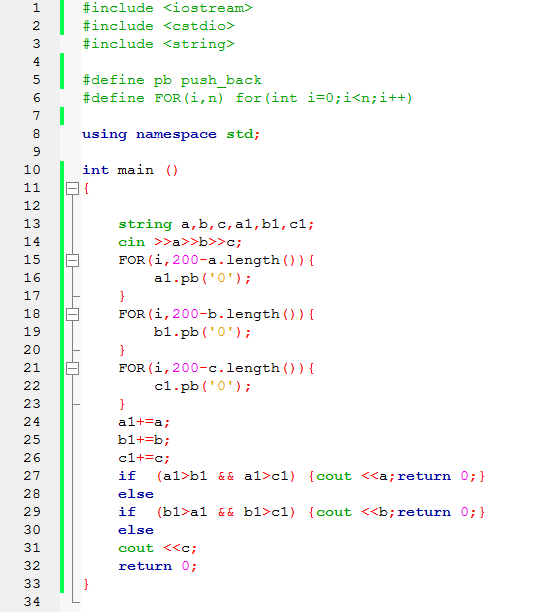 1 #include <iostream>
2 #include <cstdio>
3 #include <string>
4
5 #define pb push_back
6 #define FOR(i,n) for(int i=0;i<n;i++)
7
8 using namespace std;
9
10 int main ()
11 {
12
13 string a,b,c,a1,b1,c1;
14 cin >>a>>b>>c;
15 FOR(i,200-a.length()){
16 a1.pb('0');
17 }
18 FOR(i,200-b.length()){
19 b1.pb('0');
20 }
21 FOR(i,200-c.length()){
22 c1.pb('0');
23 }
24 a1+=a;
25 b1+=b;
26 c1+=c;
27 if (a1>b1 && a1>c1) {cout <<a;return 0;}
28 else
29 if (b1>a1 && b1>c1) {cout <<b;return 0;}
30 else
31 cout <<c;
32 return 0;
33 }
34